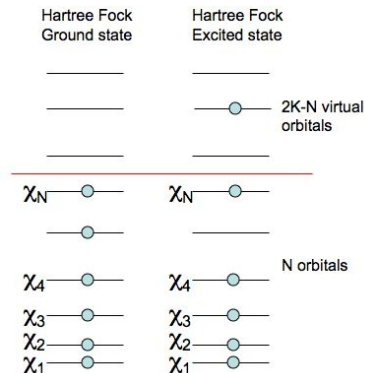 Hartree Fock
Ground state
Hartree Fock
Excited state
2K-N virtual
orbitals
χN
χN
N orbitals
χ4
χ4
χ3
χ3
χ2
χ2
χ1
χ1